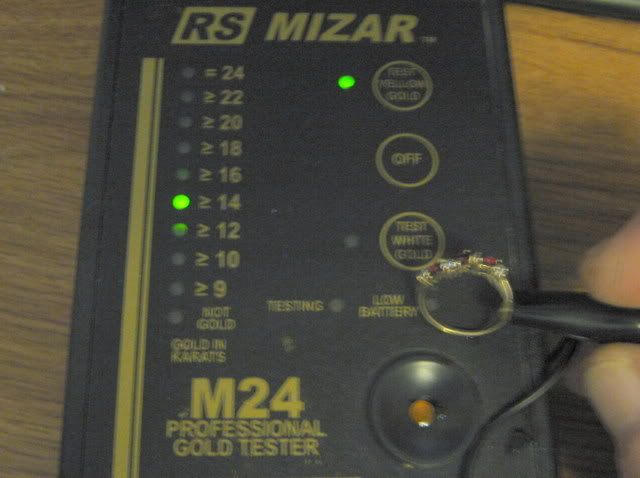 RS MIZAR TM
= 24
≥ 22
≥ 20
≥ 18
≥ 16
≥ 14
≥ 12
≥ 10
≥ 9
NOT
GOLD
GOLD IN
KARATS
TEST
YELLOW
GOLD
OFF
TEST
WHITE
GOLD
TESTING
LOW
BATTERY
M24
PROFESSIONAL
GOLD TESTER